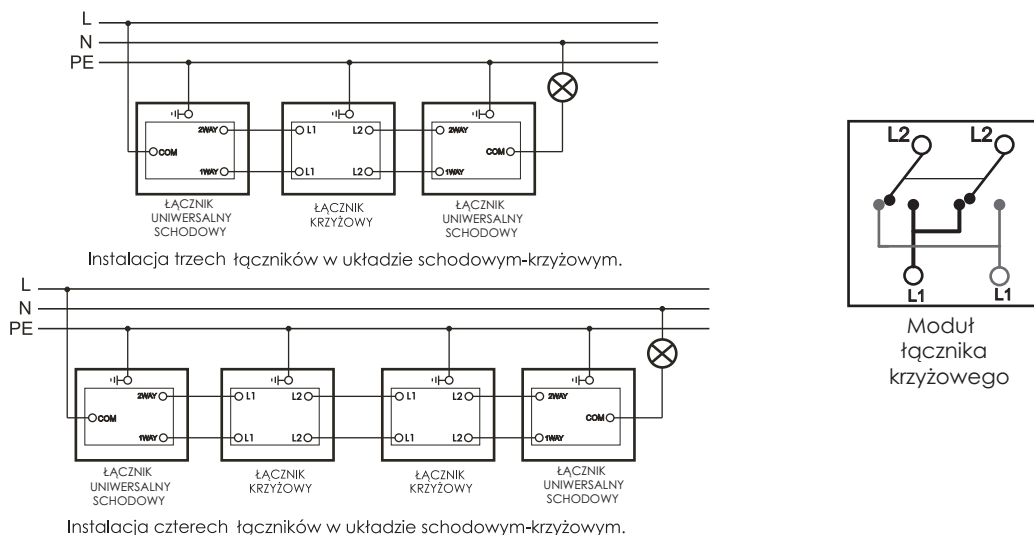 L
N
PE
2WAY
COM
1WAY
L1
L2
L1
L2
2WAY
COM
1WAY
ŁĄCZNIK
UNIWERSALNY
SCHODOWY
ŁĄCZNIK
KRZYŻOWY
ŁĄCZNIK
UNIWERSALNY
SCHODOWY
Instalacja trzech łączników w układzie schodowym-krzyżowym.
L
N
PE
2WAY
COM
1WAY
L1
L2
L1
L2
L1
L2
L1
L2
2WAY
COM
1WAY
ŁĄCZNIK
UNIWERSALNY
SCHODOWY
ŁĄCZNIK
KRZYŻOWY
ŁĄCZNIK
KRZYŻOWY
ŁĄCZNIK
UNIWERSALNY
SCHODOWY
Instalacja czterech łączników w układzie schodowym-krzyżowym.
L2
L2
L1
L1
Moduł
łącznika
krzyżowego